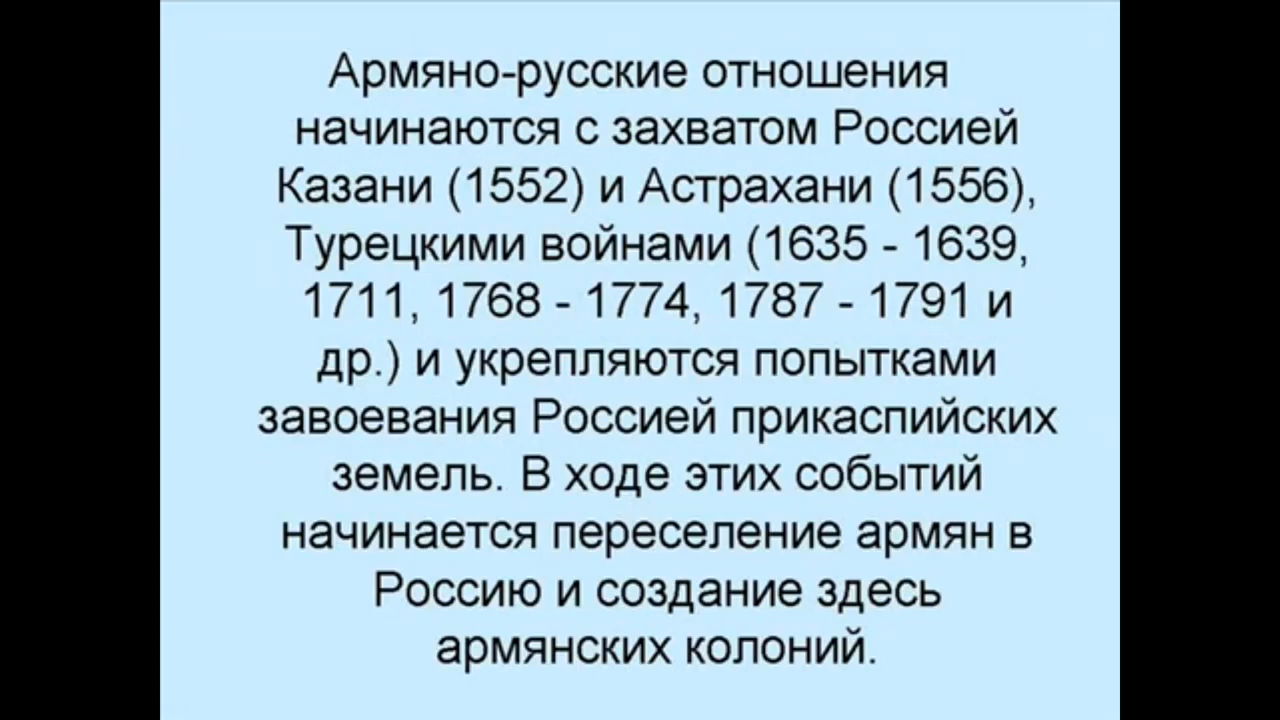 Армяно-русские отношения
начинаются с захватом Россией
Казани (1552) и Астрахани (1556),
Турецкими войнами (1635 - 1639,
1711, 1768 - 1774, 1787 - 1791 и
др.) и укрепляются попытками
завоевания Россией прикаспийских
земель. В ходе этих событий
начинается переселение армян в
Россию и создание здесь
армянских колоний.